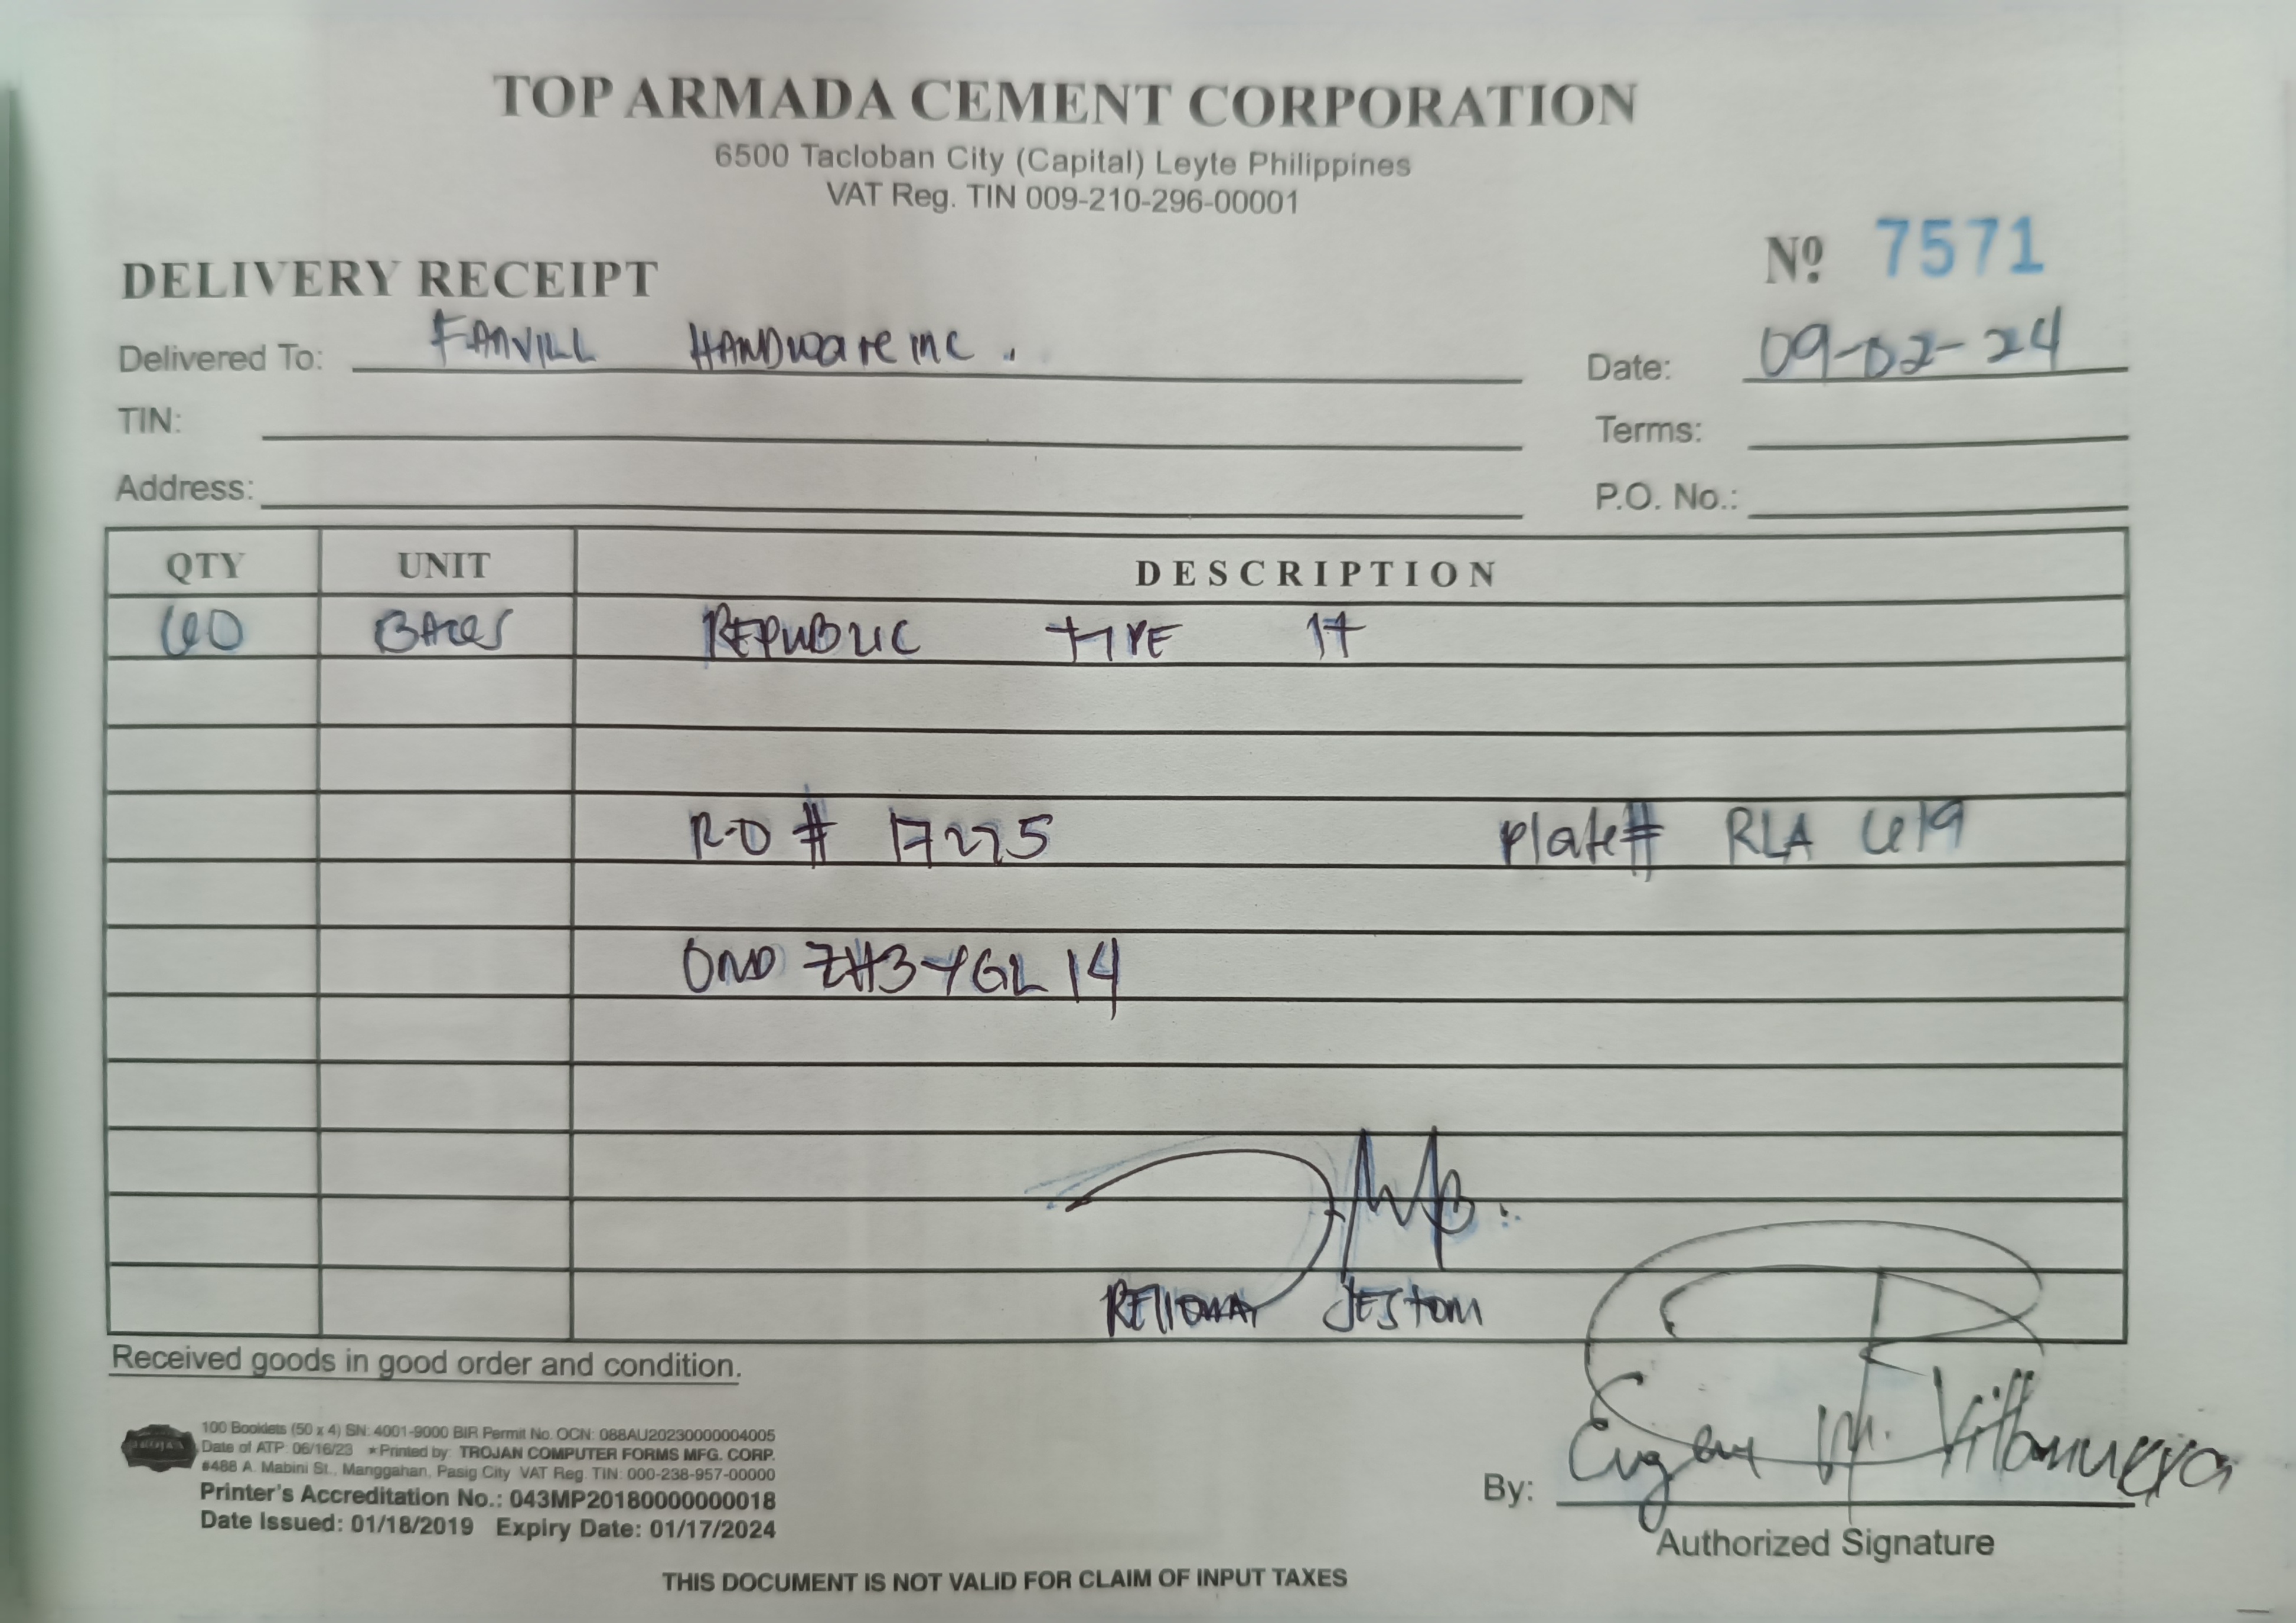 TOP ARMADA CEMENT CORPORATION
6500 Tacloban City (Capital) Leyte Philippines
VAT Reg. TIN 009-210-296-00001
Nº 7571
DELIVERY RECEIPT
Delivered To: FANVILL HANDWARE INC.
Date: 09-02-24
TIN:
Terms:
Address:
P.O. No.:
QTY UNIT DESCRIPTION
60 BAGS REPUBLIC TYPE 1T
R-O # 17225 plate# RLA 619
OND ZH3YGL 14
JESTONI
Received goods in good order and condition.
TROJAN
100 Booklets (50 x 4) SN: 4001-9000 BIR Permit No. OCN: 088AU20230000004005
Date of ATP: 06/16/23 ★Printed by: TROJAN COMPUTER FORMS MFG. CORP.
#488 A. Mabini St., Manggahan, Pasig City VAT Reg. TIN: 000-238-957-00000
Printer's Accreditation No.: 043MP20180000000018
Date Issued: 01/18/2019 Expiry Date: 01/17/2024
By: M. Villanueva
Authorized Signature
THIS DOCUMENT IS NOT VALID FOR CLAIM OF INPUT TAXES